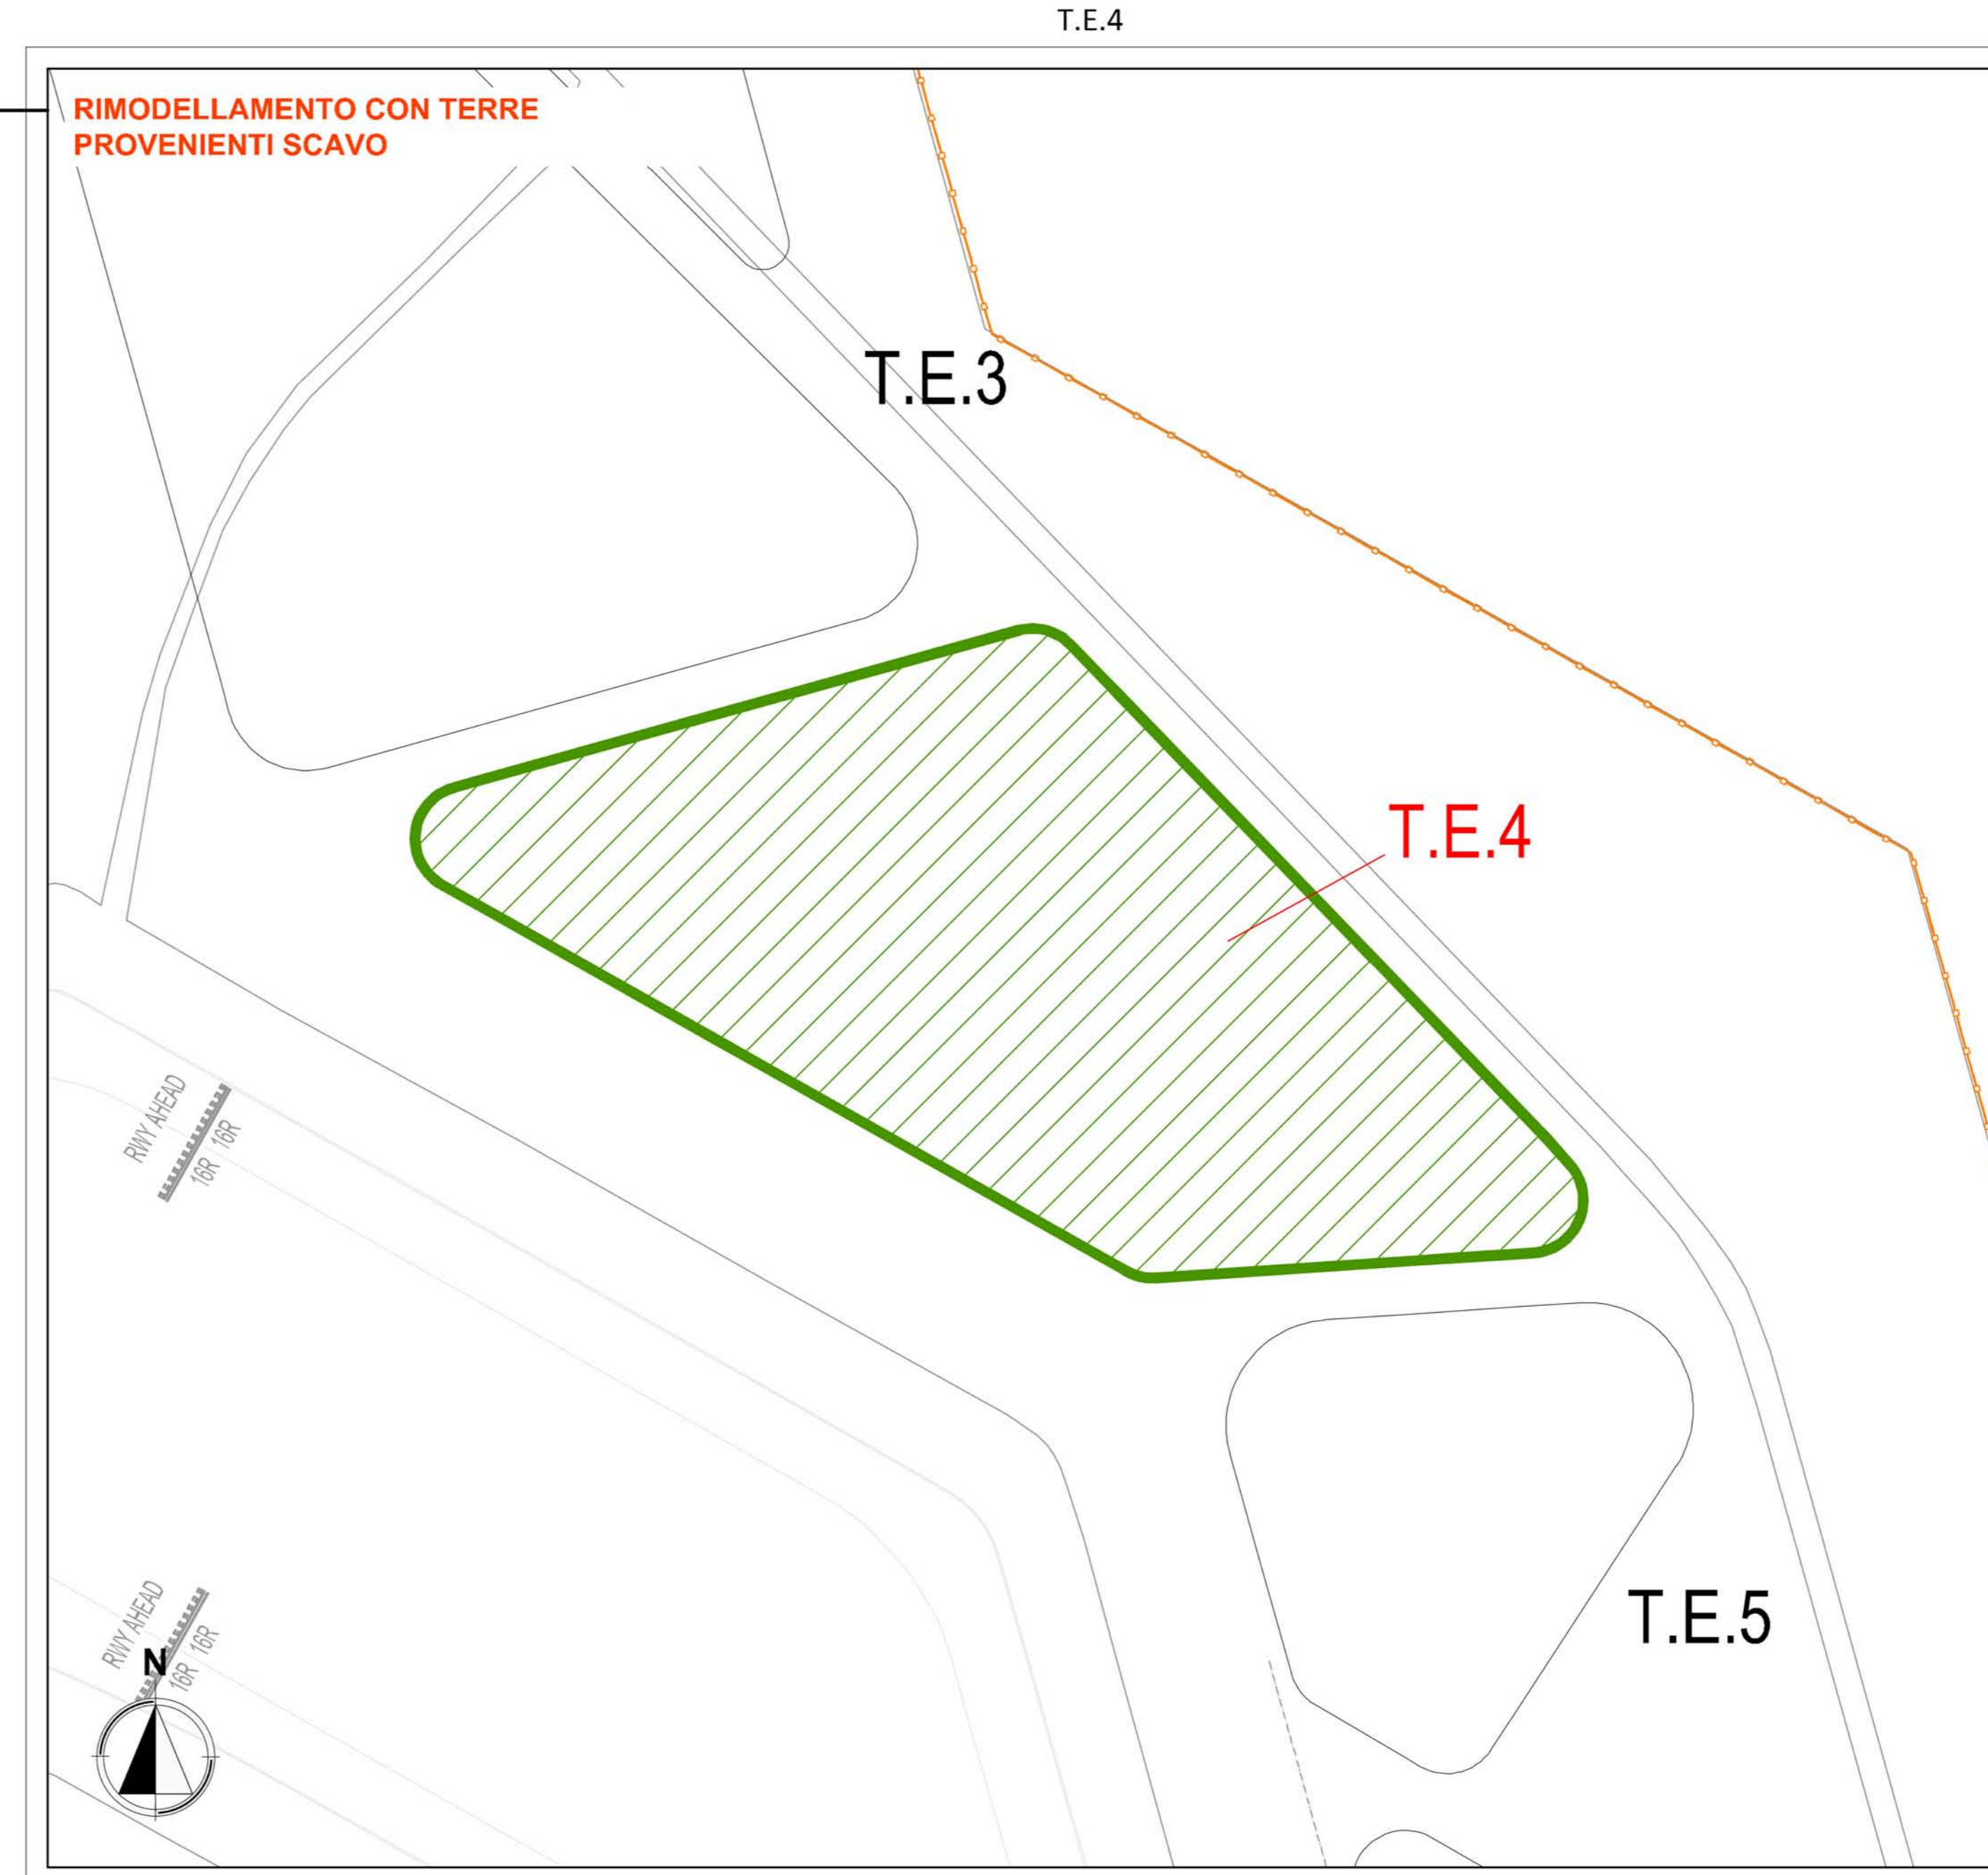 T.E.4
RIMODELLAMENTO CON TERRE
PROVENIENTI SCAVO
T.E.3
T.E.4
RWY AHEAD
16R 16R
T.E.5
RWY AHEAD
16R 16R
N